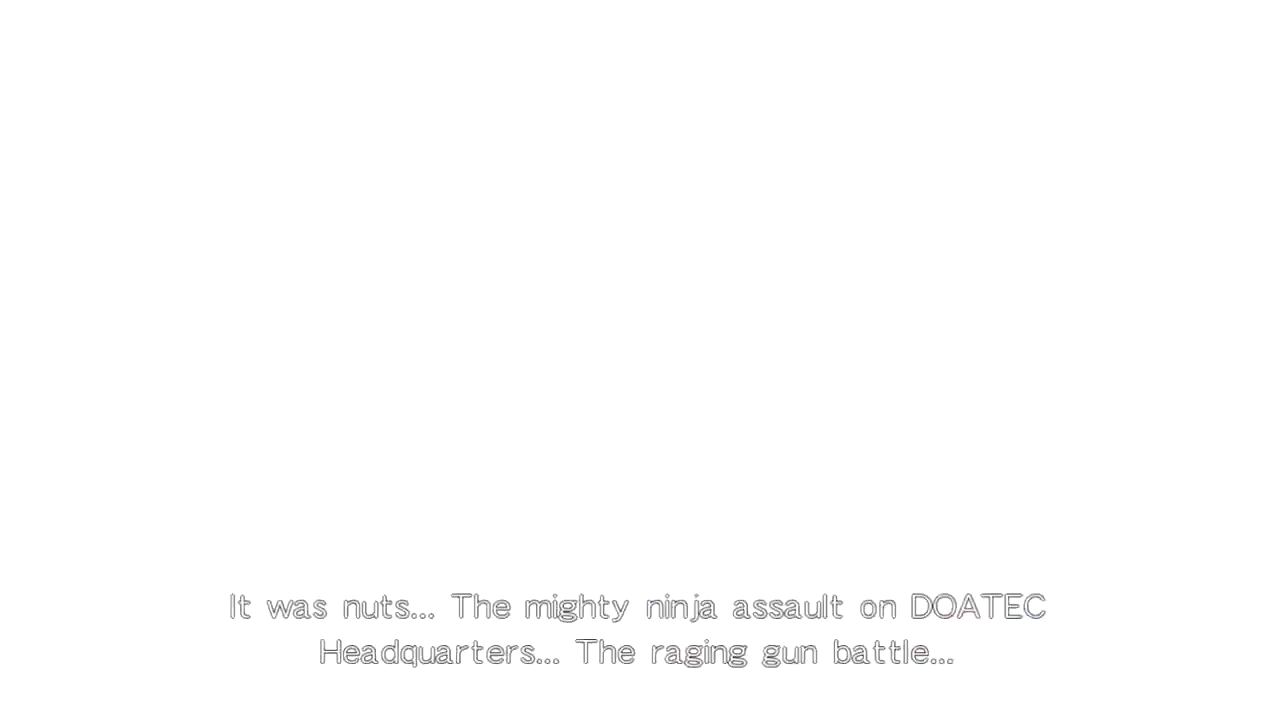 It was nuts... The mighty ninja assault on DOATEC
Headquarters... The raging gun battle...